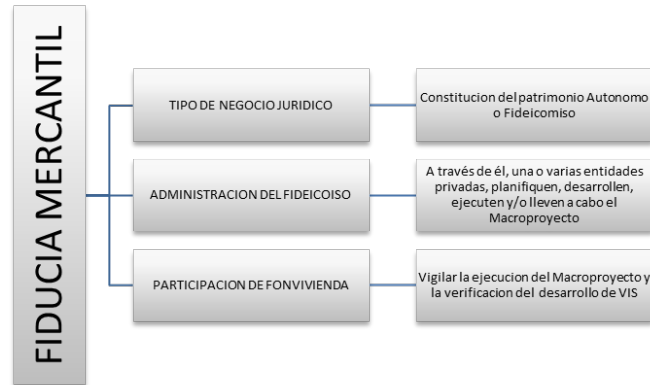 FIDUCIA MERCANTIL
TIPO DE NEGOCIO JURIDICO
Constitucion del patrimonio Autonomo
o Fideicomiso
ADMINISTRACION DEL FIDEICOISO
A través de él, una o varias entidades
privadas, planifiquen, desarrollen,
ejecuten y/o lleven a cabo el
Macroproyecto
PARTICIPACION DE FONVIVIENDA
Vigilar la ejecucion del Macroproyecto y
la verificacion del desarrollo de VIS